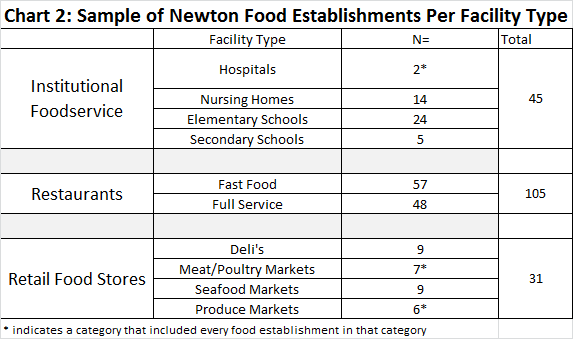 Chart 2: Sample of Newton Food Establishments Per Facility Type
Facility Type N= Total
Institutional Foodservice
Hospitals 2*
Nursing Homes 14
Elementary Schools 24
Secondary Schools 5
45
Restaurants
Fast Food 57
Full Service 48
105
Retail Food Stores
Deli's 9
Meat/Poultry Markets 7*
Seafood Markets 9
Produce Markets 6*
31
* indicates a category that included every food establishment in that category